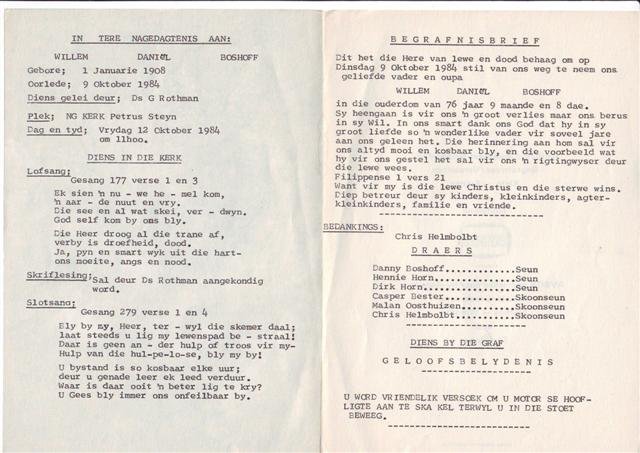 IN TERE NAGEDAGTENIS AAN:
WILLEM DANIËL BOSHOFF
Gebore; 1 Januarie 1908
Oorlede; 9 Oktober 1984
Diens gelei deur; Ds G Rothman
Plek; NG KERK Petrus Steyn
Dag en tyd; Vrydag 12 Oktober 1984
om 11hoo.
DIENS IN DIE KERK
Lofsang;
Gesang 177 verse 1 en 3
Ek sien 'n nu - we he - mel kom,
'n aar - de nuut en vry.
Die see en al wat skei, ver - dwyn.
God self kom by ons bly.
Die Heer droog al die trane af,
verby is droefheid, dood.
Ja, pyn en smart wyk uit die hart-
ons moeite, angs en nood.
Skriflesing; Sal deur Ds Rothman aangekondig
word.
Slotsang;
Gesang 279 verse 1 en 4
Bly by my, Heer, ter - wyl die skemer daal;
laat steeds u lig my lewenspad be - straal!
Daar is geen an - der hulp of troos vir my-
Hulp van die hul-pe-lo-se, bly my by!
U bystand is so kosbaar elke uur;
deur u genade leer ek leed verduur.
Waar is daar ooit 'n beter lig te kry?
U Gees bly immer ons onfeilbaar by.
BEGRAFNISBRIEF
Dit het die Here van lewe en dood behaag om op
Dinsdag 9 Oktober 1984 stil van ons weg te neem ons
geliefde vader en oupa
WILLEM DANIËL BOSHOFF
in die ouderdom van 76 jaar 9 maande en 8 dae.
Sy heengaan is vir ons 'n groot verlies maar ons berus
in sy Wil. In ons smart dank ons God dat hy in sy
groot liefde so 'n wonderlike vader vir soveel jare
aan ons geleen het. Die herinnering aan hom sal vir
ons altyd mooi en kosbaar bly, en die voorbeeld wat
hy vir ons gestel het sal vir ons 'n rigtingwyser deur
die lewe wees.
Filippense 1 vers 21
Want vir my is die lewe Christus en die sterwe wins.
Diep betreur deur sy kinders, kleinkinders, agter-
kleinkinders, familie en vriende.
BEDANKINGS:
Chris Helmbolbt
DRAERS
Danny Boshoff.............Seun
Hennie Horn...............Seun
Dirk Horn.................Seun
Casper Bester.............Skoonseun
Malan Oosthuizen..........Skoonseun
Chris Helmbolbt...........Skoonseun
DIENS BY DIE GRAF
GELOOFSBELYDENIS
U WORD VRIENDELIK VERSOEK OM U MOTOR SE HOOF-
LIGTE AAN TE SKA KEL TERWYL U IN DIE STOET
BEWEEG.